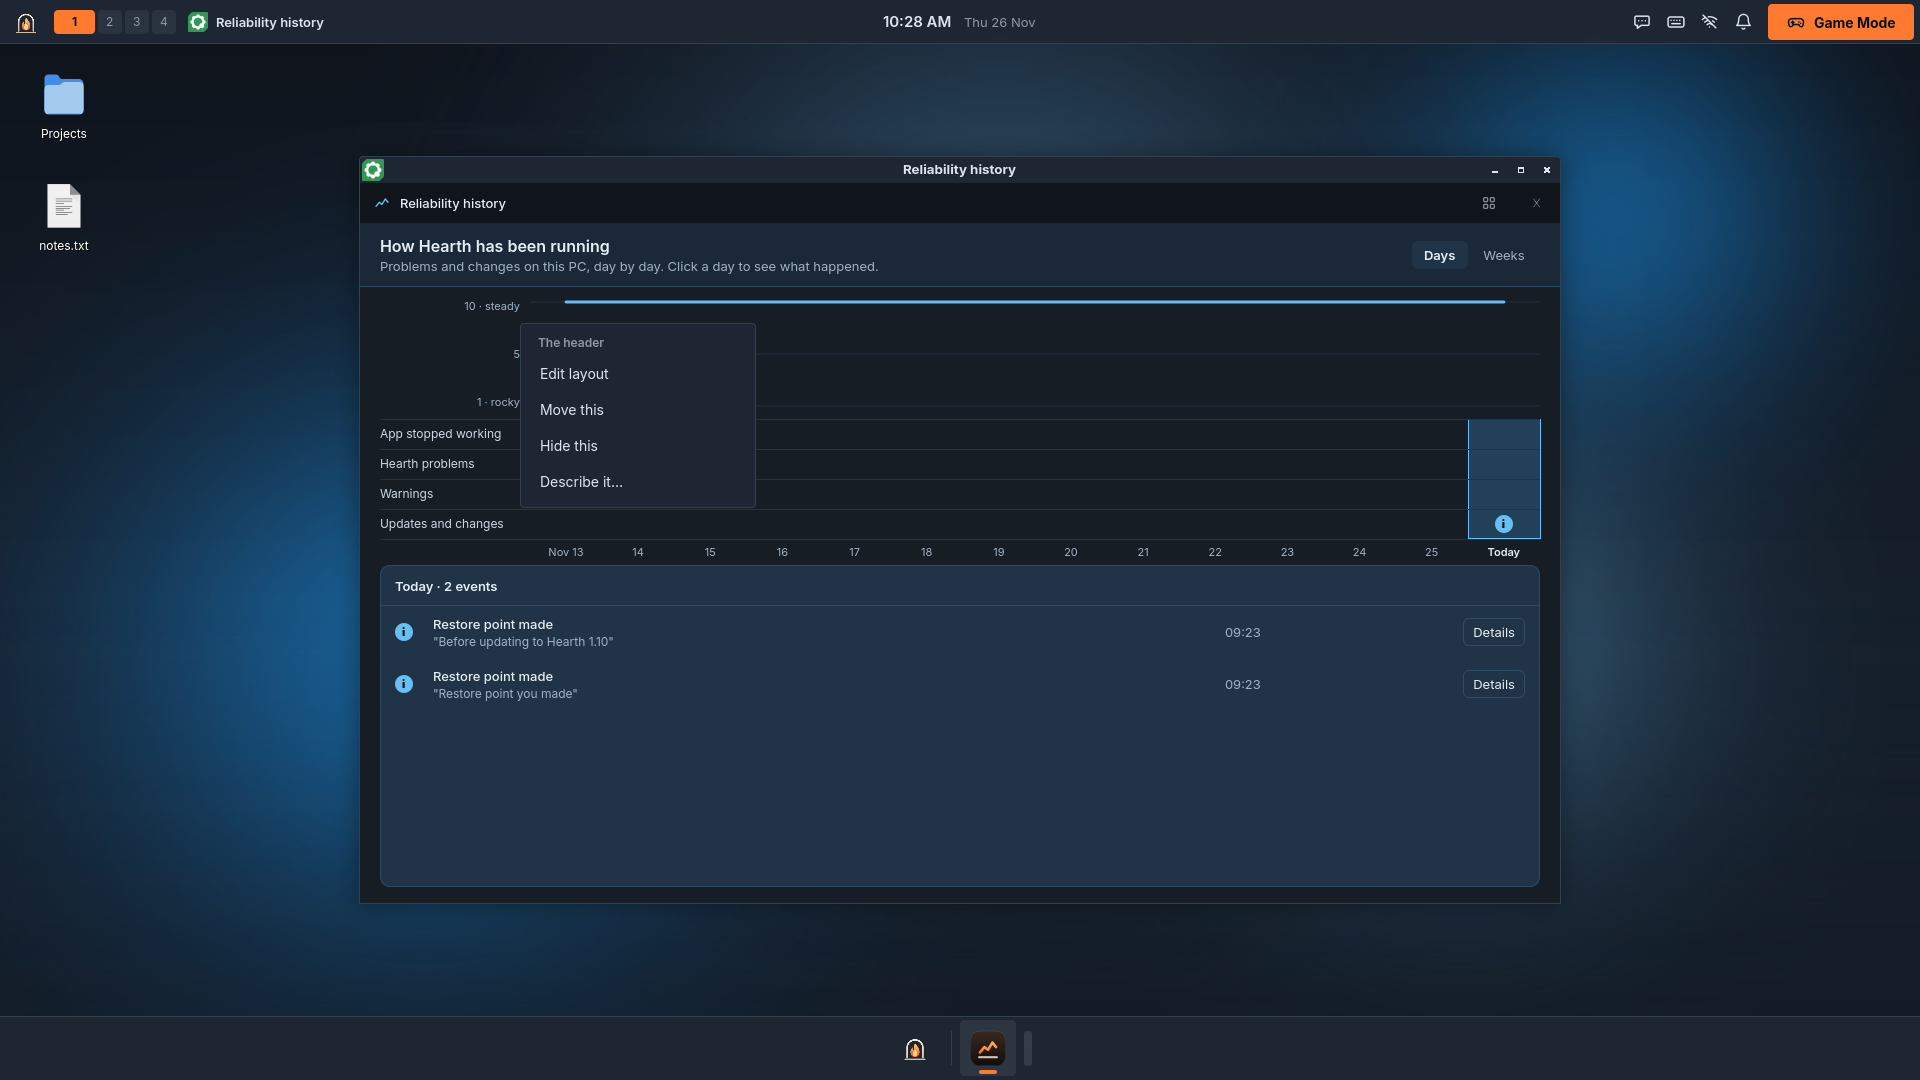 1 2 3 4 Reliability history 10:28 AM Thu 26 Nov Game Mode
Projects
notes.txt
Reliability history
Reliability history
How Hearth has been running
Problems and changes on this PC, day by day. Click a day to see what happened.
Days Weeks
10 · steady
5
1 · rocky
The header
Edit layout
Move this
Hide this
Describe it...
App stopped working
Hearth problems
Warnings
Updates and changes
Nov 13 14 15 16 17 18 19 20 21 22 23 24 25 Today
Today · 2 events
Restore point made
"Before updating to Hearth 1.10"
09:23
Details
Restore point made
"Restore point you made"
09:23
Details